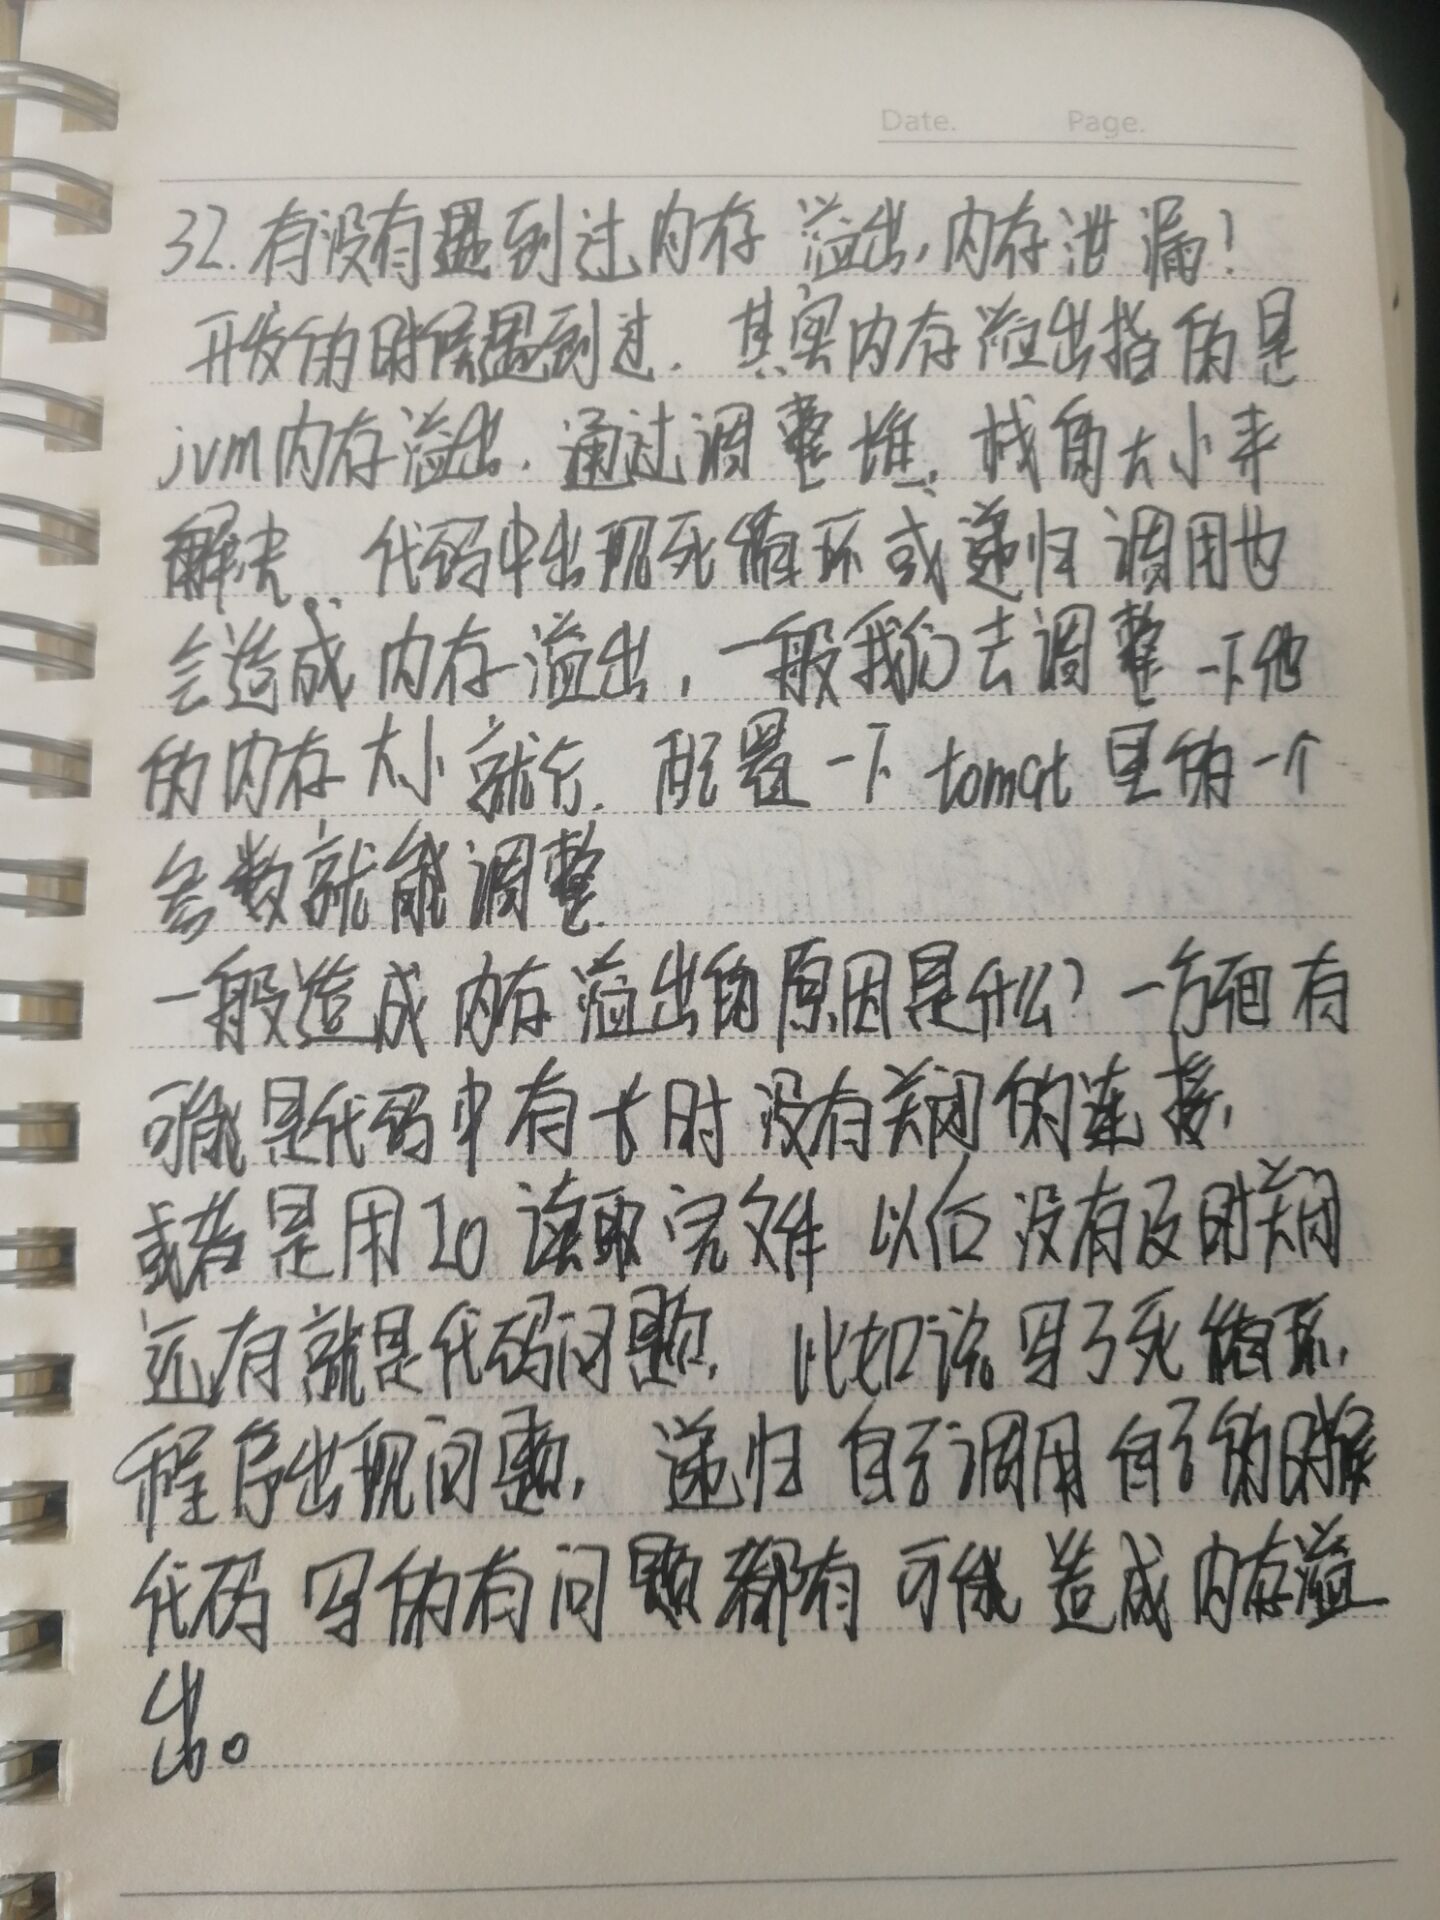 Date. Page.
32.有没有遇到过内存溢出,内存泄漏?
开发的时候遇到过.其实内存溢出指的是
jvm内存溢出.通过调整堆.栈的大小来
解决.代码中出现死循环或递归调用也
会造成内存溢出,一般我们去调整一下他
的内存大小就行.配置一下tomcat里的一个
参数就能调整.
一般造成内存溢出的原因是什么?一方面有
可能是代码中有长时没有关闭的连接,
或者是用IO读取完文件以后没有及时关闭
还有就是代码问题.比如说写了死循环,
程序出现问题,递归自己调用自己的时候
代码写的有问题都有可能造成内存溢
出。